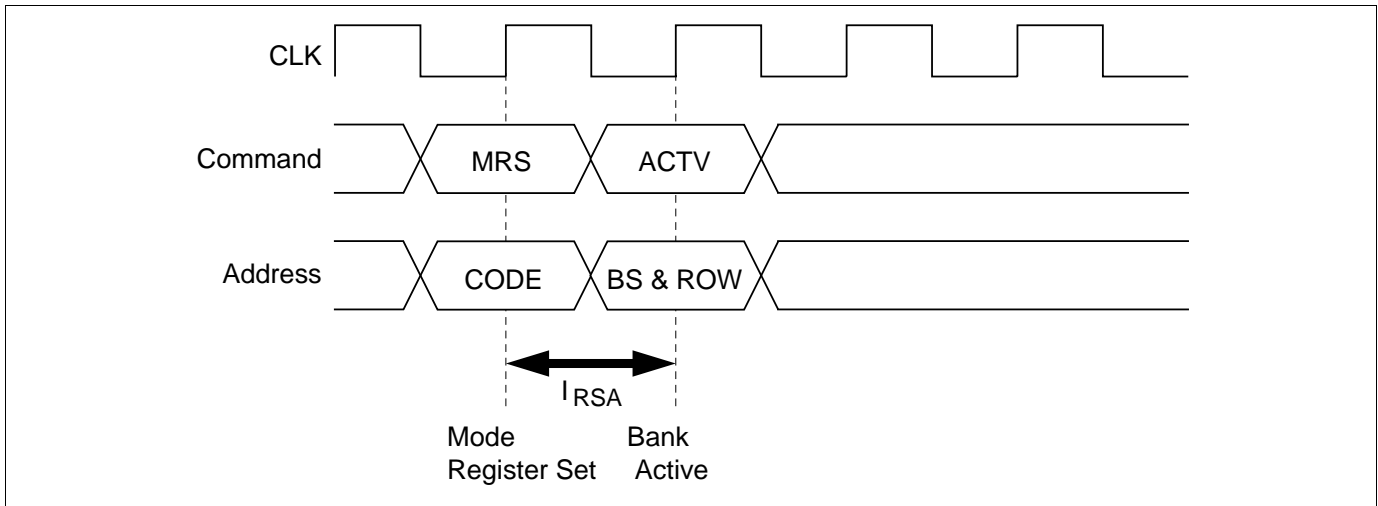 CLK
Command MRS ACTV
Address CODE BS & ROW
I RSA
Mode Bank
Register Set Active